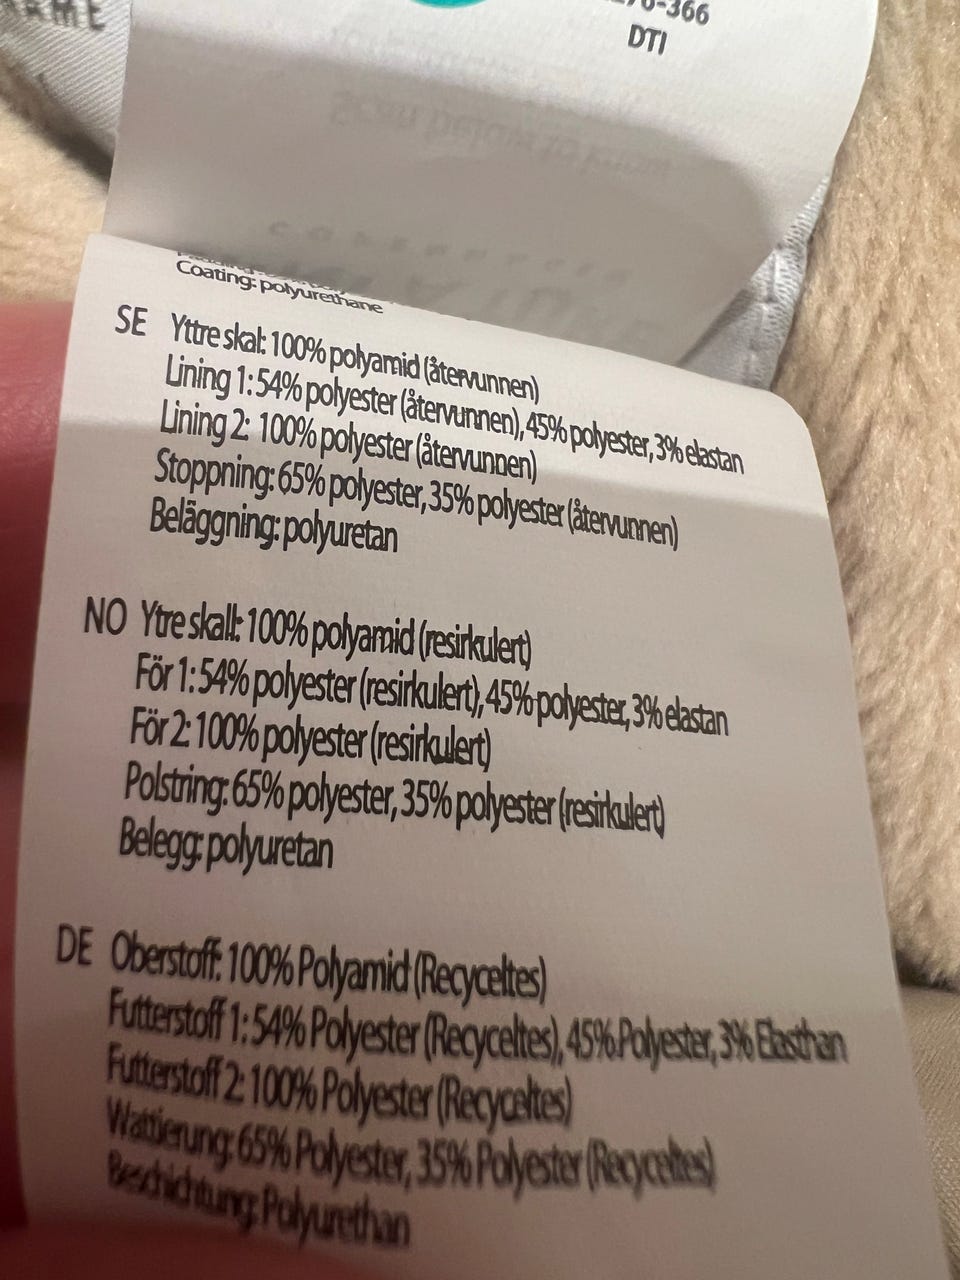 -366
DTI
Coating: polyurethane
SE Yttre skal: 100% polyamid (återvunnen)
Lining 1: 54% polyester (återvunnen), 45% polyester, 3% elastan
Lining 2: 100% polyester (återvunnen)
Stoppning: 65% polyester, 35% polyester (återvunnen)
Beläggning: polyuretan
NO Ytre skall: 100% polyamid (resirkulert)
För 1: 54% polyester (resirkulert), 45% polyester, 3% elastan
För 2: 100% polyester (resirkulert)
Polstring: 65% polyester, 35% polyester (resirkulert)
Belegg: polyuretan
DE Oberstoff: 100% Polyamid (Recyceltes)
Futterstoff 1: 54% Polyester (Recyceltes), 45% Polyester, 3% Elasthan
Futterstoff 2: 100% Polyester (Recyceltes)
Wattierung: 65% Polyester, 35% Polyester (Recyceltes)
Beschichtung: Polyurethan